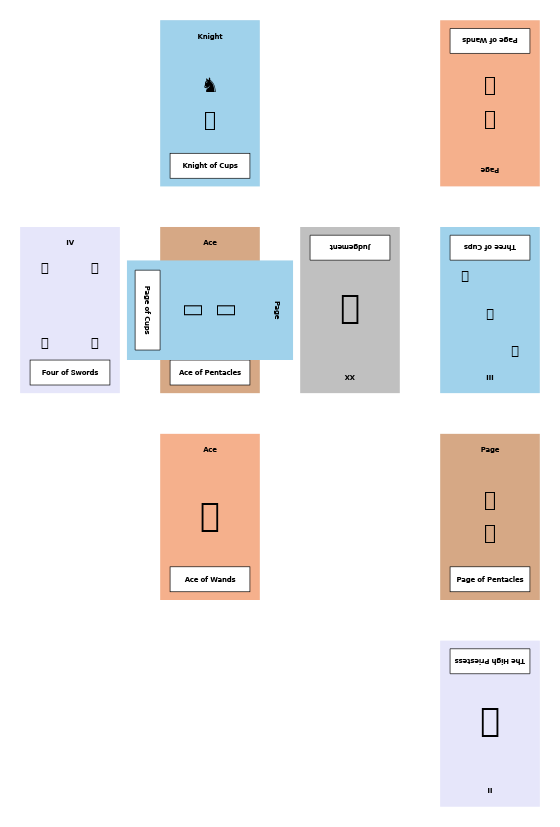 Knight
Knight of Cups
Page of Wands
Page
IV
Four of Swords
Ace
Page of Cups
Page
Ace of Pentacles
Judgement
XX
Three of Cups
III
Ace
Ace of Wands
Page
Page of Pentacles
The High Priestess
II